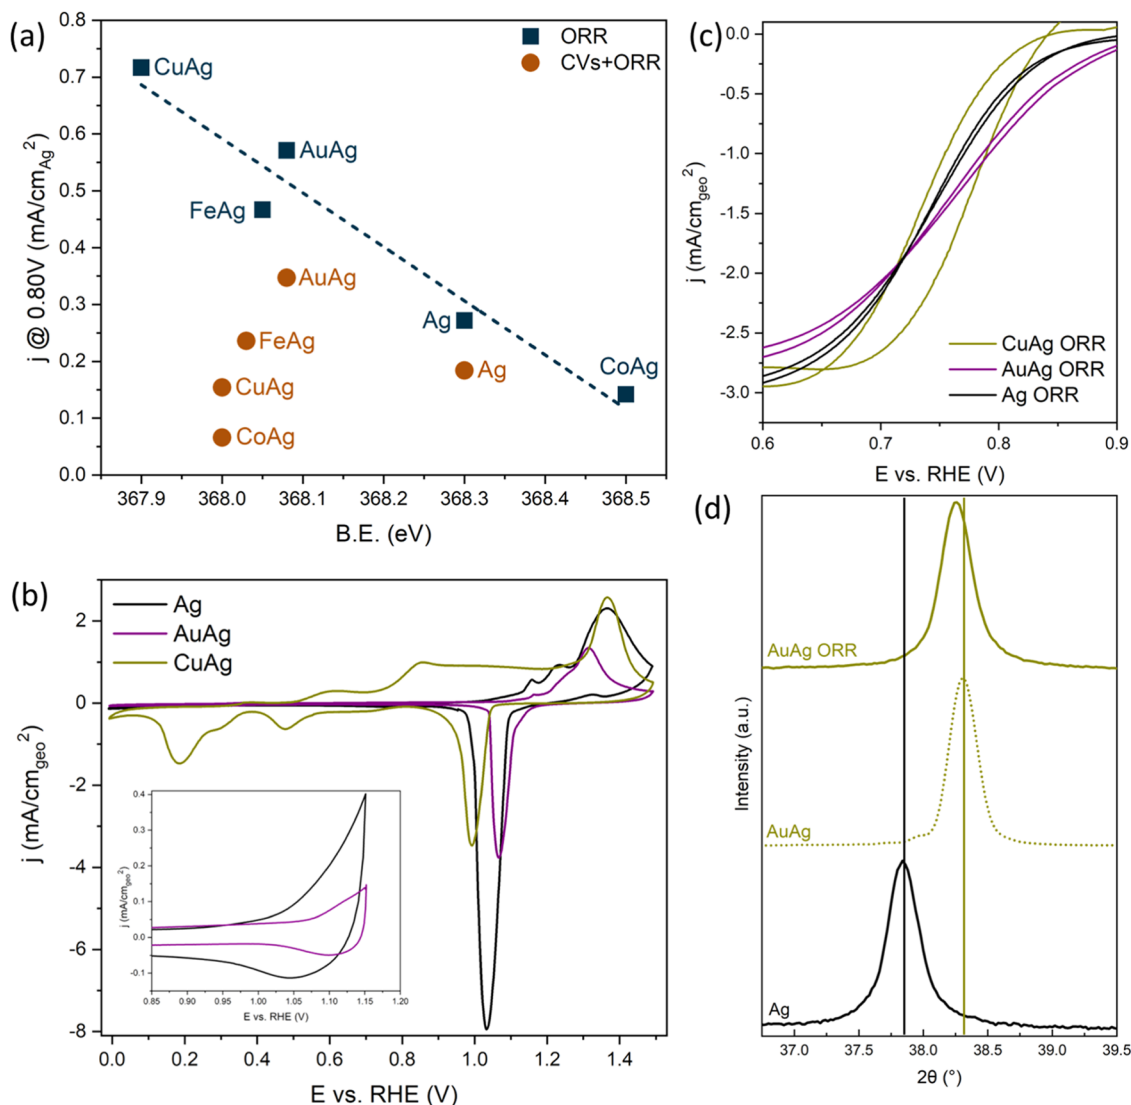 (a)
0.8
0.7
0.6
0.5
0.4
0.3
0.2
0.1
0.0
j @ 0.80V (mA/cm_Ag^2)
ORR
CVs+ORR
CuAg
AuAg
FeAg
AuAg
FeAg
Ag
Ag
CuAg
CoAg
CoAg
367.9 368.0 368.1 368.2 368.3 368.4 368.5
B.E. (eV)
(b)
2
0
-2
-4
-6
-8
j (mA/cm_geo^2)
Ag
AuAg
CuAg
0.4
0.3
0.2
0.1
0.0
-0.1
j (mA/cm_geo^2)
0.85 0.90 0.95 1.00 1.05 1.10 1.15 1.20
E vs. RHE (V)
0.0 0.2 0.4 0.6 0.8 1.0 1.2 1.4
E vs. RHE (V)
(c)
0.0
-0.5
-1.0
-1.5
-2.0
-2.5
-3.0
j (mA/cm_geo^2)
CuAg ORR
AuAg ORR
Ag ORR
0.6 0.7 0.8 0.9
E vs. RHE (V)
(d)
Intensity (a.u.)
AuAg ORR
AuAg
Ag
37.0 37.5 38.0 38.5 39.0 39.5
2θ (°)